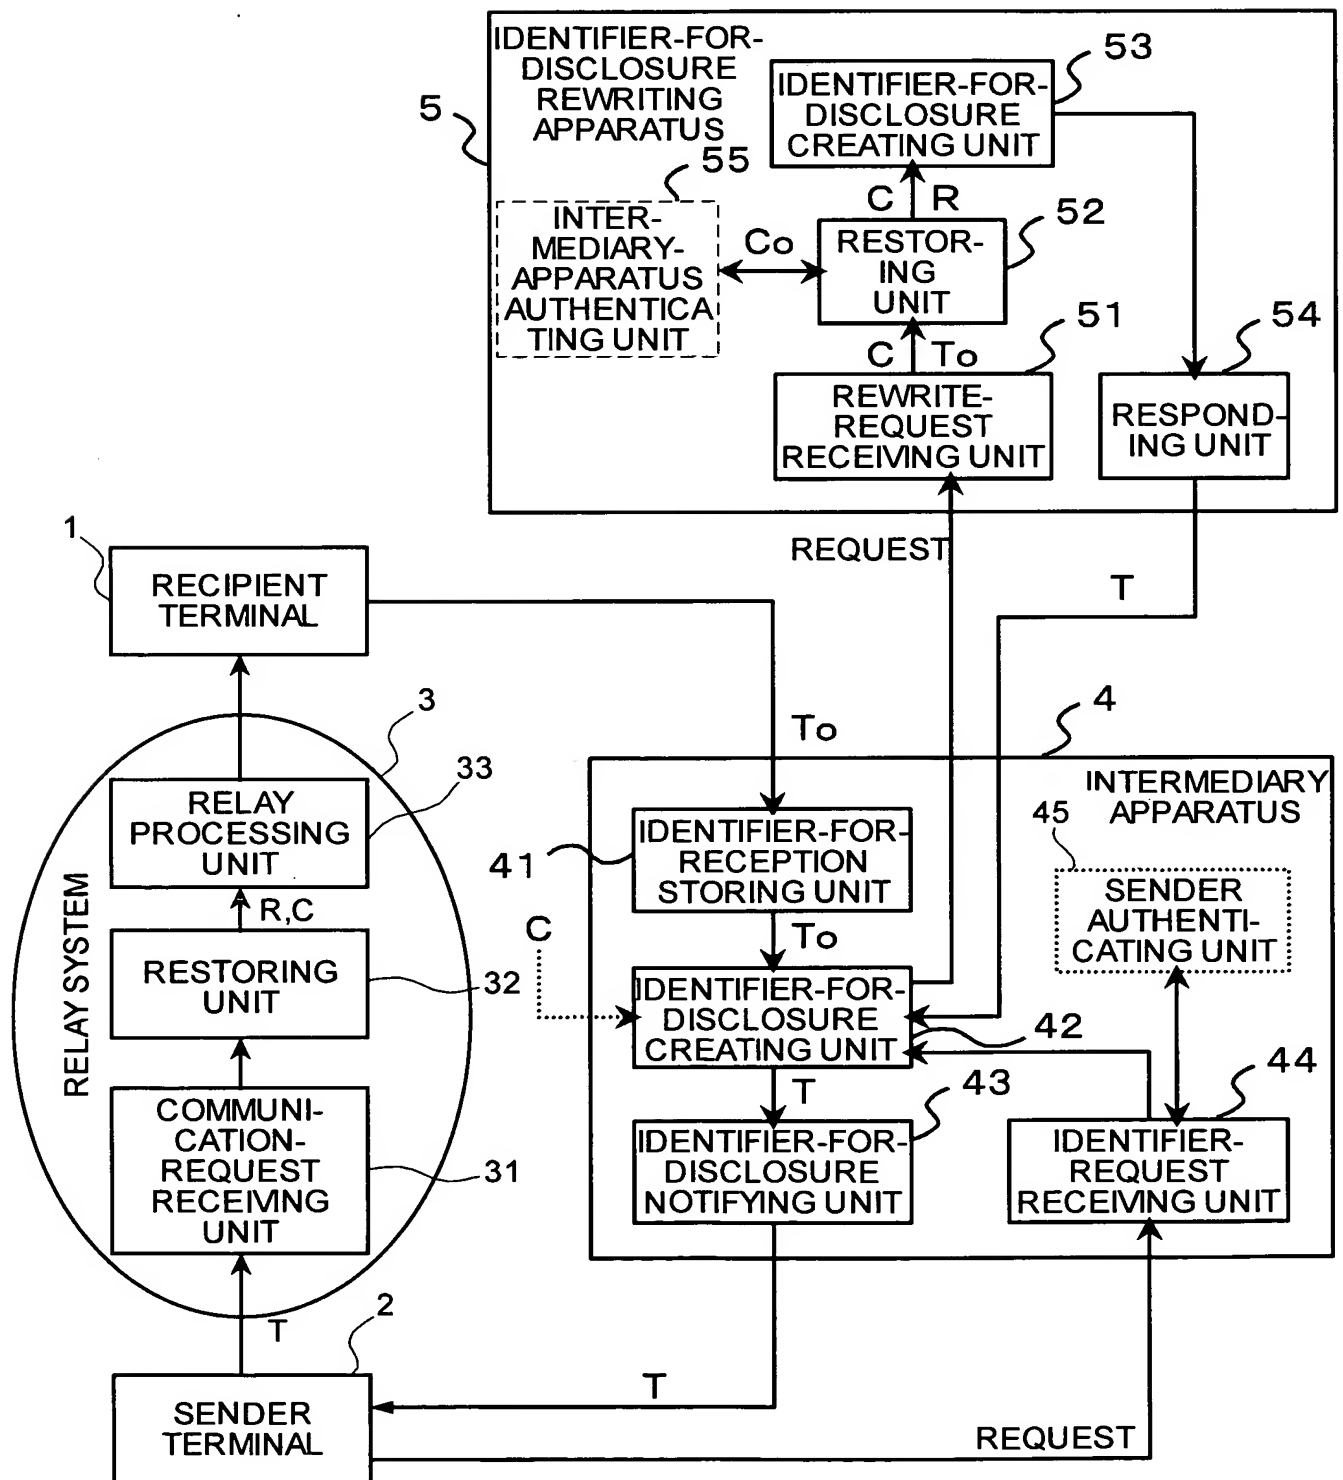 IDENTIFIER-FOR-
DISCLOSURE
REWRITING
APPARATUS
5
53
IDENTIFIER-FOR-
DISCLOSURE
CREATING UNIT
55
INTER-
MEDIARY-
APPARATUS
AUTHENTICA
TING UNIT
Co
C R
52
RESTOR-
ING
UNIT
C To
51
REWRITE-
REQUEST
RECEIVING UNIT
54
RESPOND-
ING UNIT
REQUEST
T
1
RECIPIENT
TERMINAL
To
3
RELAY SYSTEM
33
RELAY
PROCESSING
UNIT
R,C
RESTORING
UNIT
32
COMMUNI-
CATION-
REQUEST
RECEIVING
UNIT
31
T
2
SENDER
TERMINAL
4
INTERMEDIARY
APPARATUS
41
IDENTIFIER-FOR-
RECEPTION
STORING UNIT
45
SENDER
AUTHENTI-
CATING UNIT
C
To
IDENTIFIER-FOR-
DISCLOSURE
CREATING UNIT
42
T
43
IDENTIFIER-FOR-
DISCLOSURE
NOTIFYING UNIT
44
IDENTIFIER-
REQUEST
RECEIVING UNIT
T
REQUEST